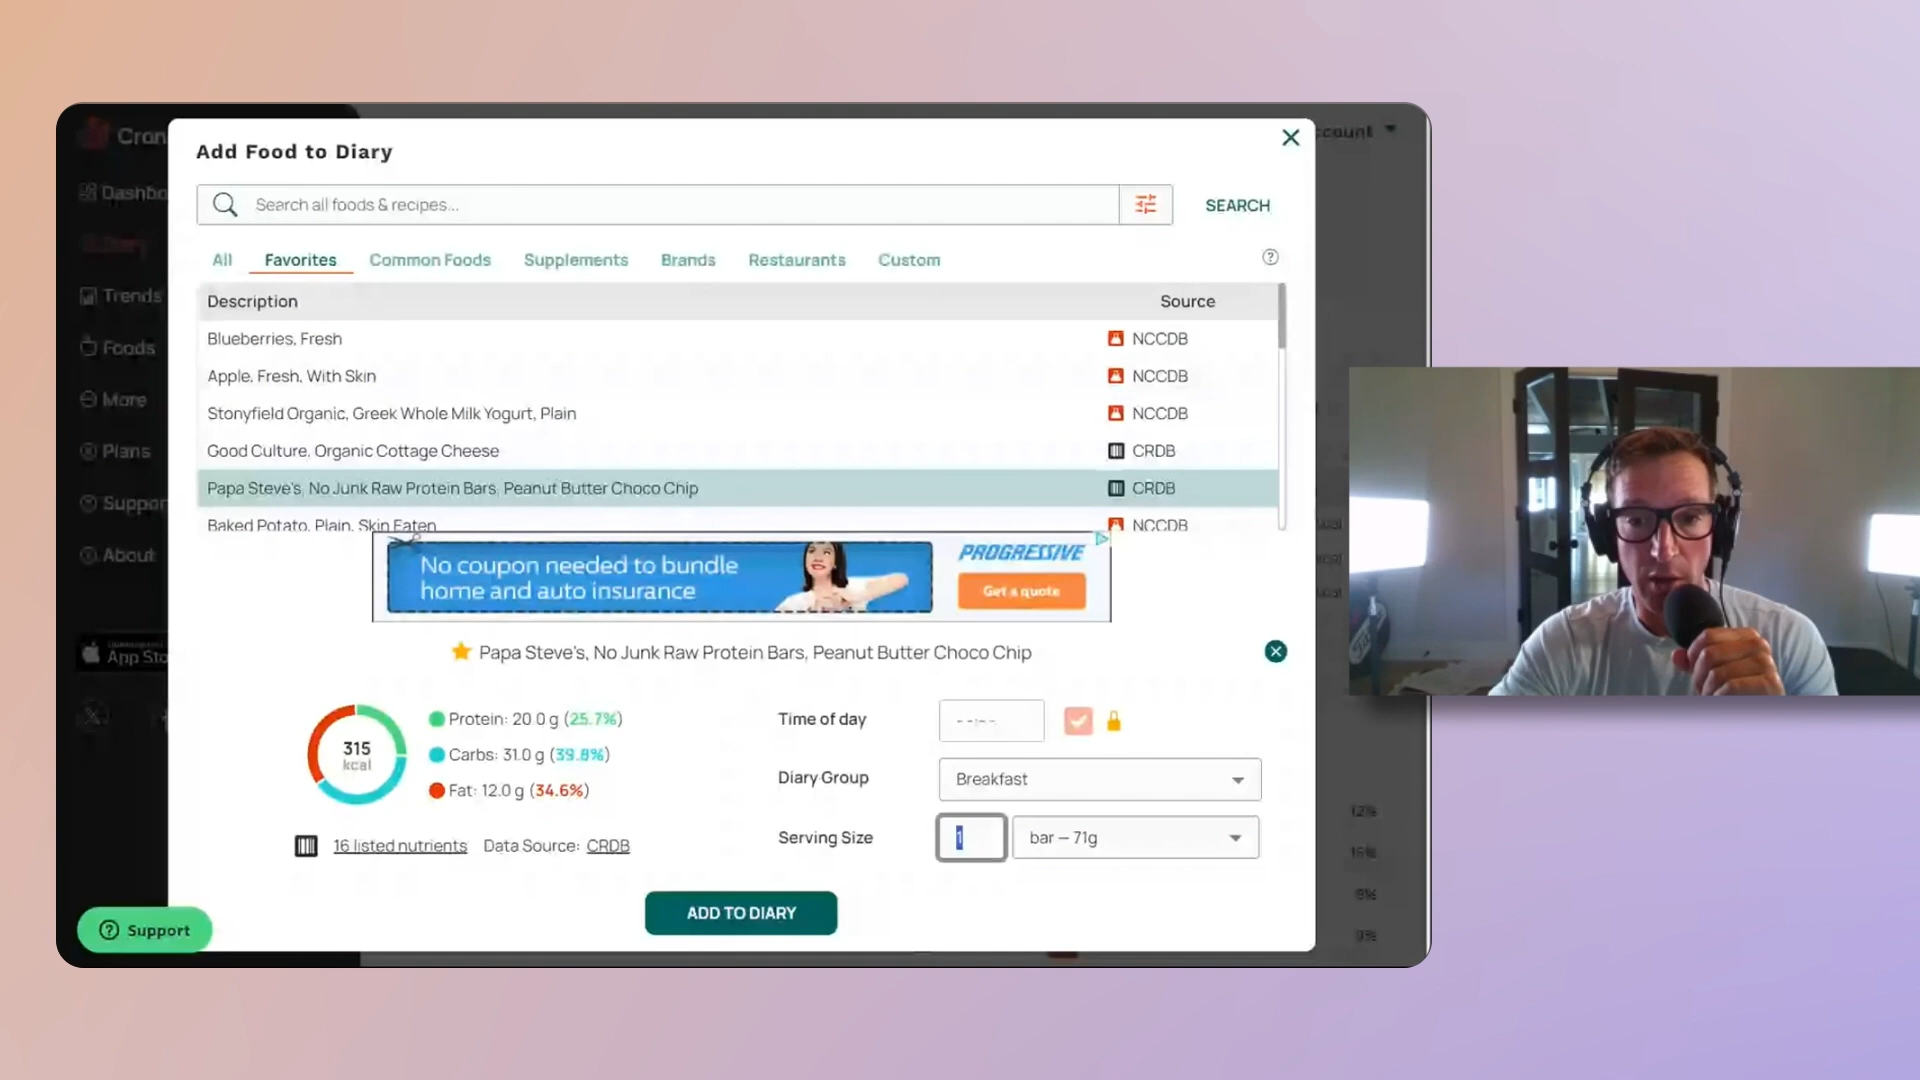 Cron
ccount
Add Food to Diary
Search all foods & recipes...
SEARCH
Dashbo
Diary
Trends
Foods
More
Plans
Suppor
About
App Sto
All
Favorites
Common Foods
Supplements
Brands
Restaurants
Custom
Description
Source
Blueberries, Fresh
NCCDB
Apple, Fresh, With Skin
NCCDB
Stonyfield Organic, Greek Whole Milk Yogurt, Plain
NCCDB
Good Culture, Organic Cottage Cheese
CRDB
Papa Steve's, No Junk Raw Protein Bars, Peanut Butter Choco Chip
CRDB
Baked Potato, Plain, Skin Eaten
NCCDB
No coupon needed to bundle
home and auto insurance
PROGRESSIVE
Get a quote
Papa Steve's, No Junk Raw Protein Bars, Peanut Butter Choco Chip
315
kcal
Protein: 20.0 g (25.7%)
Carbs: 31.0 g (39.8%)
Fat: 12.0 g (34.6%)
16 listed nutrients
Data Source: CRDB
Time of day
--:--
Diary Group
Breakfast
Serving Size
1
bar – 71g
ADD TO DIARY
Support